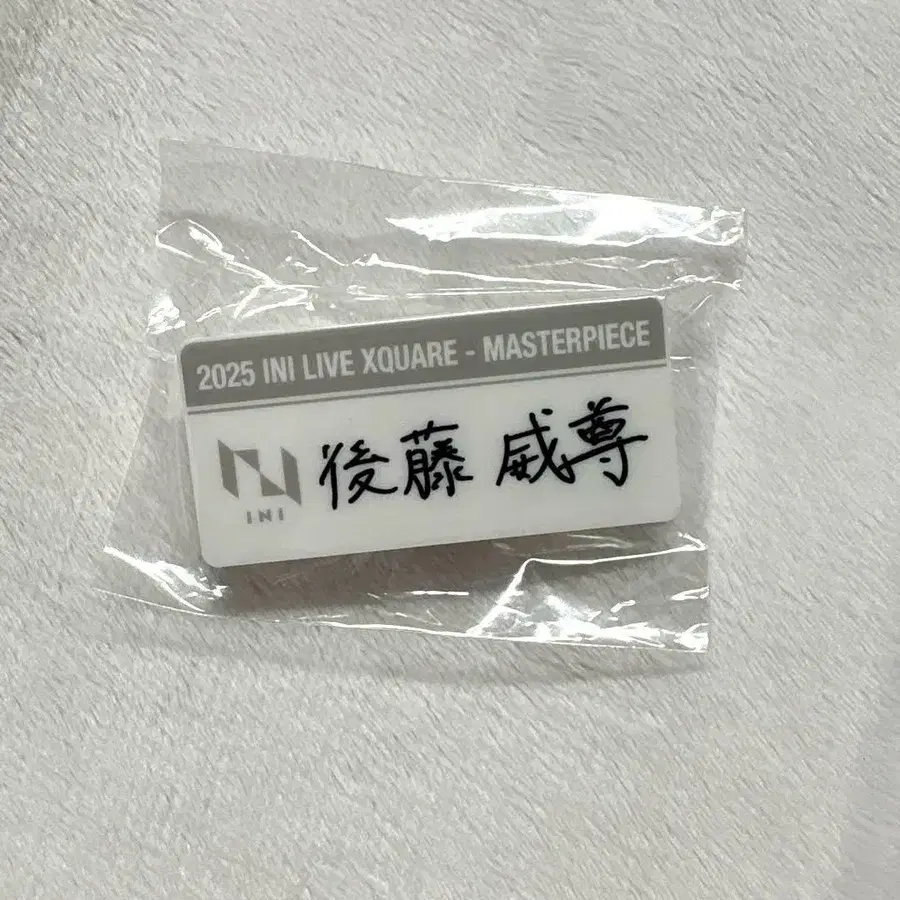 2025 INI LIVE XQUARE - MASTERPIECE
後藤 威尊
INI